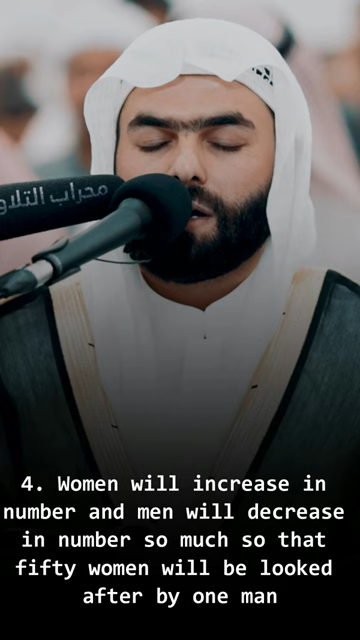 محراب التلاو
4. Women will increase in
number and men will decrease
in number so much so that
fifty women will be looked
after by one man